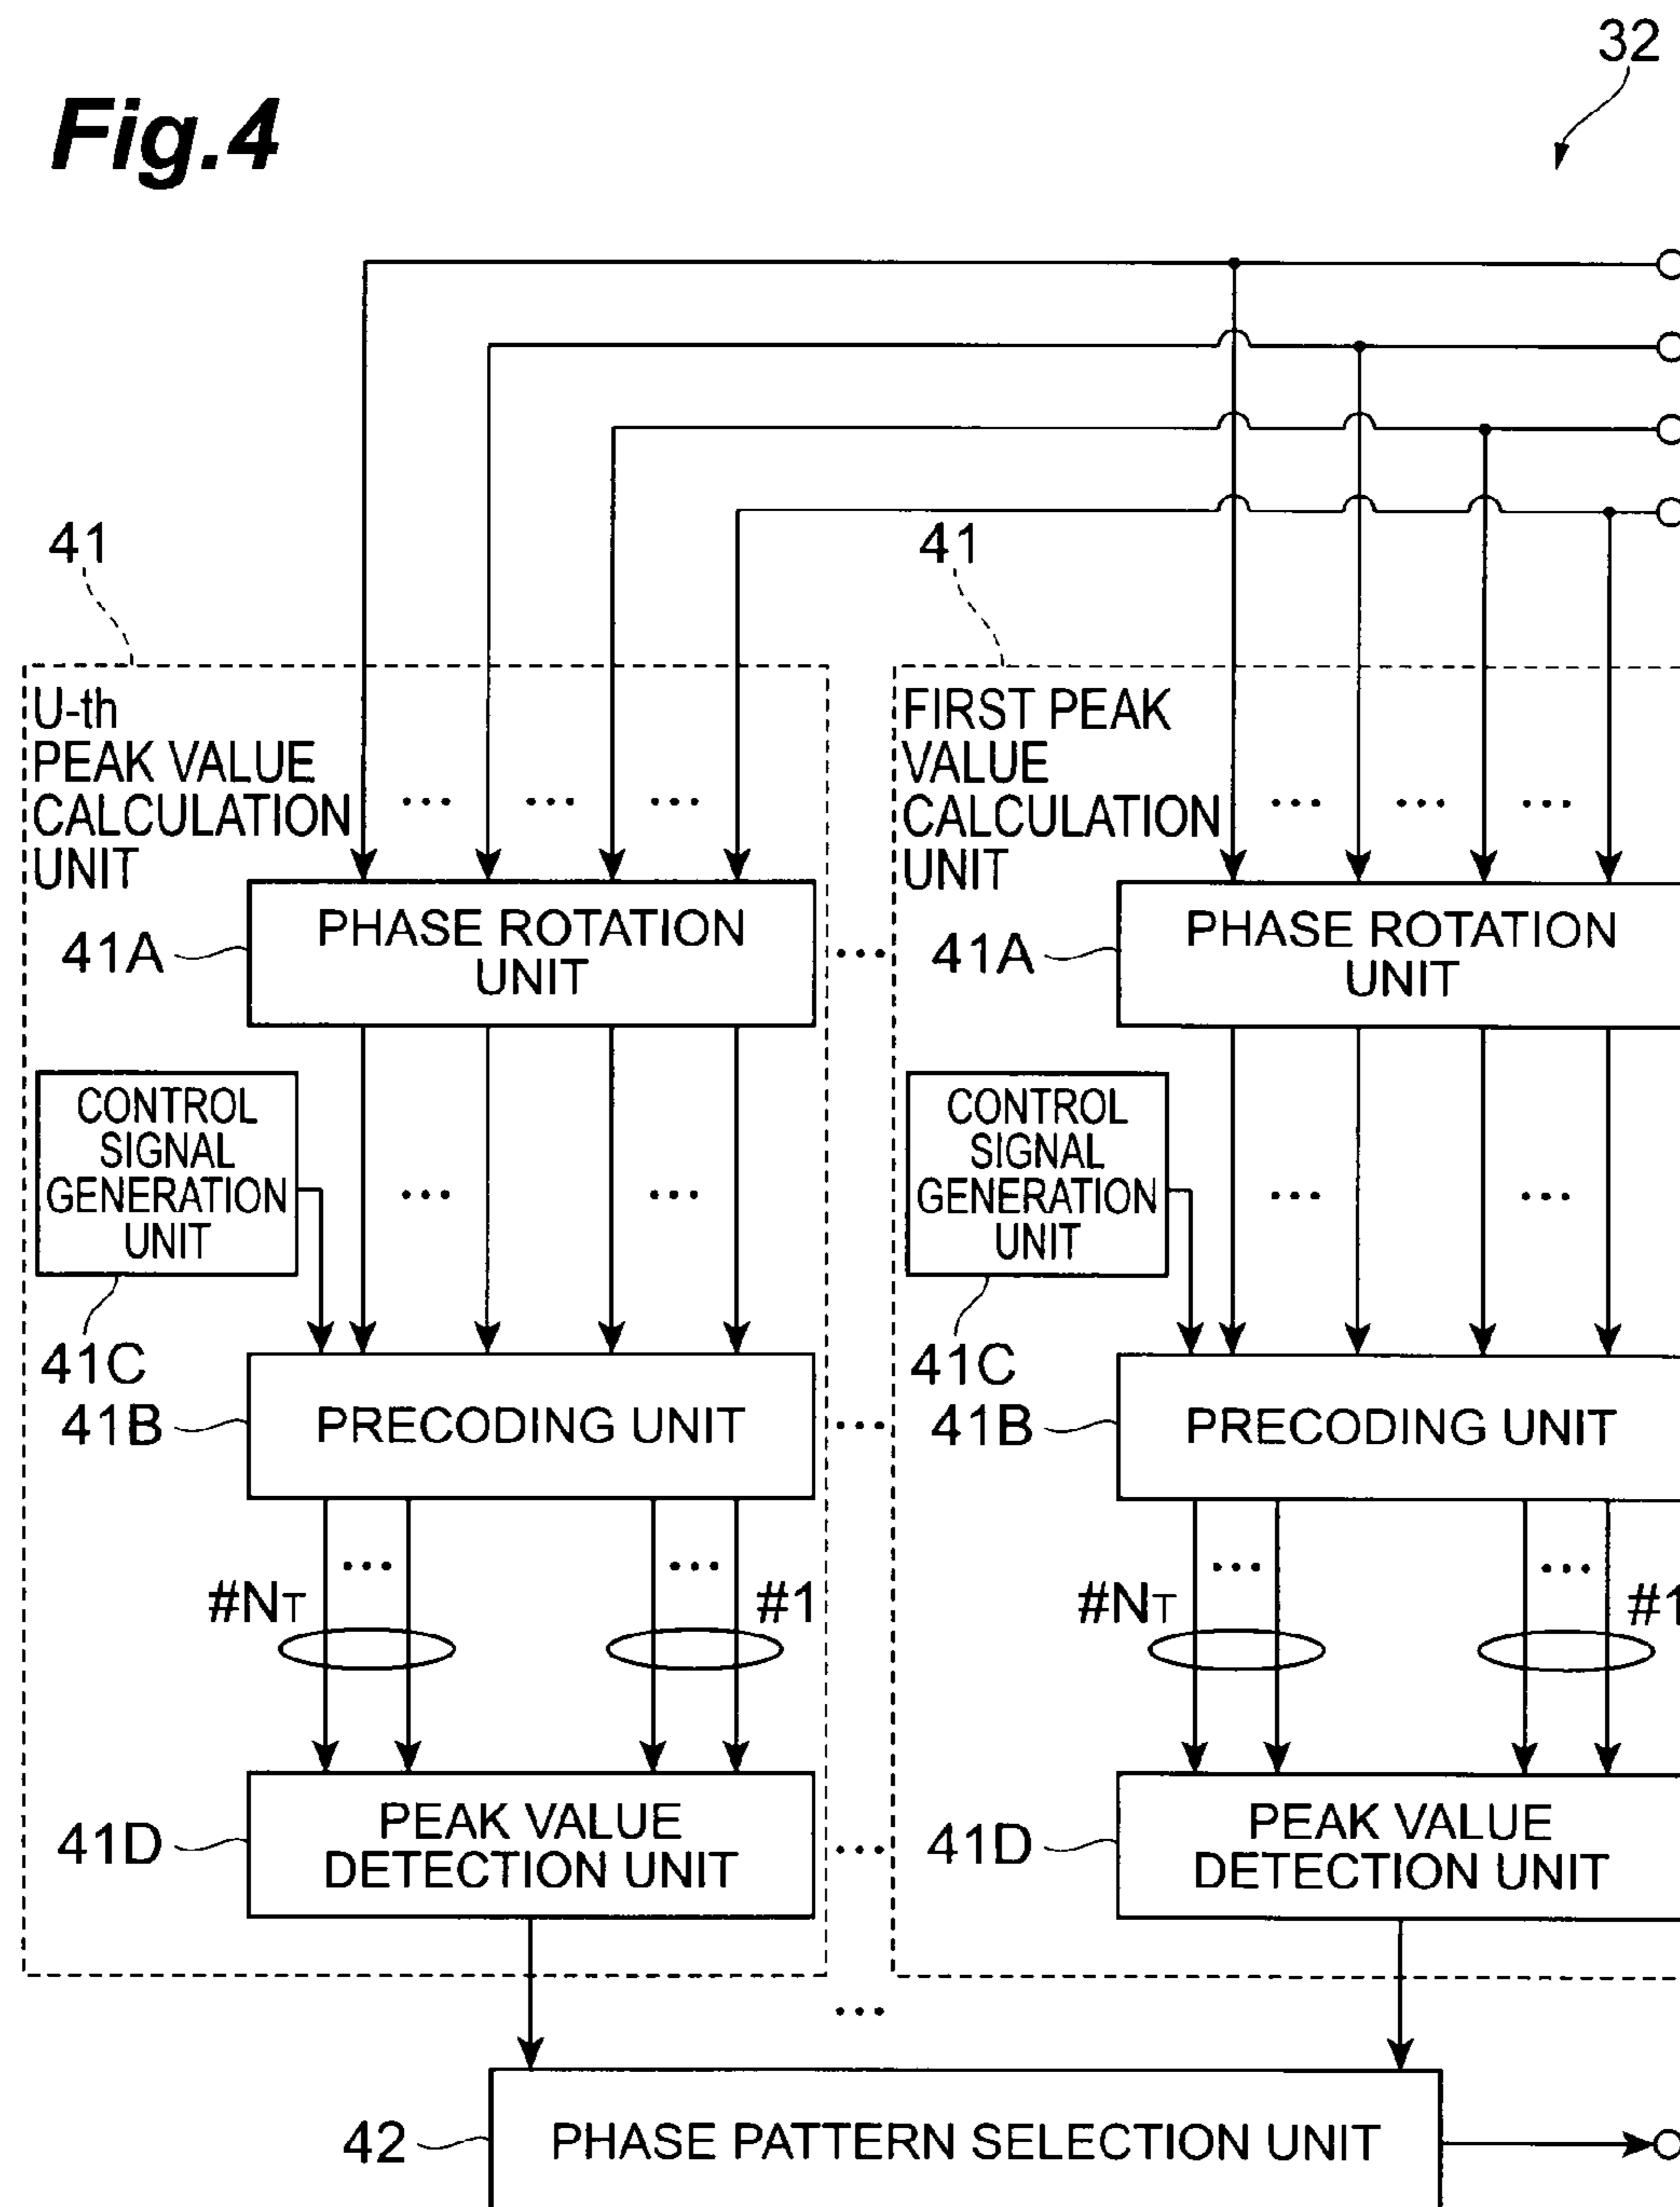 32
Fig.4
41
41
U-th
PEAK VALUE
CALCULATION
UNIT
FIRST PEAK
VALUE
CALCULATION
UNIT
...
...
...
...
...
...
41A
PHASE ROTATION
UNIT
...
41A
PHASE ROTATION
UNIT
CONTROL
SIGNAL
GENERATION
UNIT
...
...
CONTROL
SIGNAL
GENERATION
UNIT
...
...
41C
41C
41B
PRECODING UNIT
...
41B
PRECODING UNIT
...
...
...
...
#NT
#1
#NT
#1
41D
PEAK VALUE
DETECTION UNIT
...
41D
PEAK VALUE
DETECTION UNIT
...
42
PHASE PATTERN SELECTION UNIT